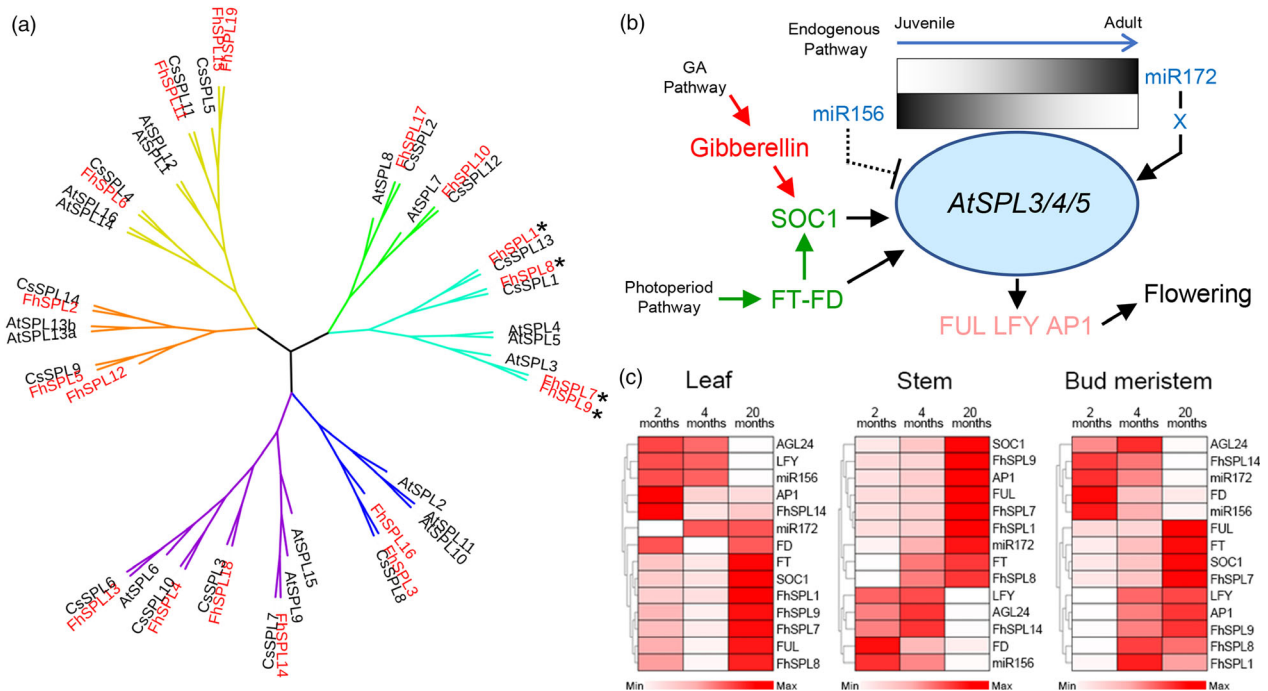 (a)
FhSPL19
FhSPL15
CsSPL5
CsSPL11
FhSPL11
AtSPL12
AtSPL1
CsSPL4
FhSPL6
AtSPL16
AtSPL14
CsSPL14
FhSPL2
AtSPL13b
AtSPL13a
CsSPL9
FhSPL5
FhSPL12
AtSPL8
FhSPL17
CsSPL2
AtSPL7
FhSPL10
CsSPL12
FhSPL1*
CsSPL13
FhSPL8*
CsSPL1
AtSPL4
AtSPL5
AtSPL3
FhSPL7*
FhSPL9*
AtSPL2
AtSPL11
AtSPL10
FhSPL16
FhSPL3
CsSPL8
AtSPL15
AtSPL9
FhSPL14
CsSPL7
CsSPL3
FhSPL18
CsSPL10
FhSPL4
AtSPL6
CsSPL6
FhSPL13
(b)
Endogenous
Pathway
Juvenile
Adult
GA
Pathway
miR156
miR172
X
Gibberellin
SOC1
AtSPL3/4/5
Photoperiod
Pathway
FT-FD
FUL LFY AP1
Flowering
(c)
Leaf
2 4 20
months months months
AGL24
LFY
miR156
AP1
FhSPL14
miR172
FD
FT
SOC1
FhSPL1
FhSPL9
FhSPL7
FUL
FhSPL8
Min Max
Stem
2 4 20
months months months
SOC1
FhSPL9
AP1
FUL
FhSPL7
FhSPL1
miR172
FT
FhSPL8
LFY
AGL24
FhSPL14
FD
miR156
Min Max
Bud meristem
2 4 20
months months months
AGL24
FhSPL14
miR172
FD
miR156
FUL
FT
SOC1
FhSPL7
LFY
AP1
FhSPL9
FhSPL8
FhSPL1
Min Max